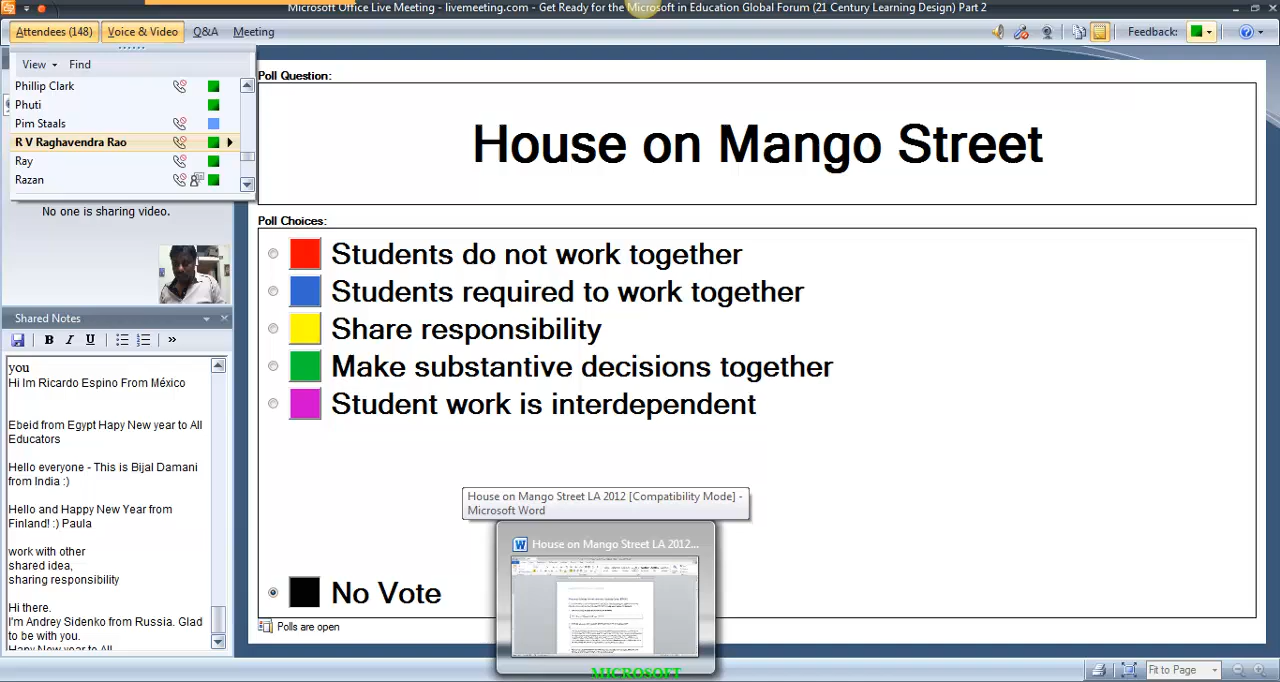 Microsoft Office Live Meeting - livemeeting.com - Get Ready for the Microsoft in Education Global Forum (21 Century Learning Design) Part 2
Attendees (148)
Voice & Video
Q&A
Meeting
Feedback:
View
Find
Phillip Clark
Phuti
Pim Staals
R V Raghavendra Rao
Ray
Razan
No one is sharing video.
Shared Notes
B I U
you
Hi Im Ricardo Espino From México
Ebeid from Egypt Hapy New year to All
Educators
Hello everyone - This is Bijal Damani
from India :)
Hello and Happy New Year from
Finland! :) Paula
work with other
shared idea,
sharing responsibility
Hi there.
I'm Andrey Sidenko from Russia. Glad
to be with you.
Happy New year to All
Poll Question:
House on Mango Street
Poll Choices:
Students do not work together
Students required to work together
Share responsibility
Make substantive decisions together
Student work is interdependent
No Vote
Polls are open
House on Mango Street LA 2012 [Compatibility Mode] -
Microsoft Word
House on Mango Street LA 2012...
MICROSOFT
Fit to Page